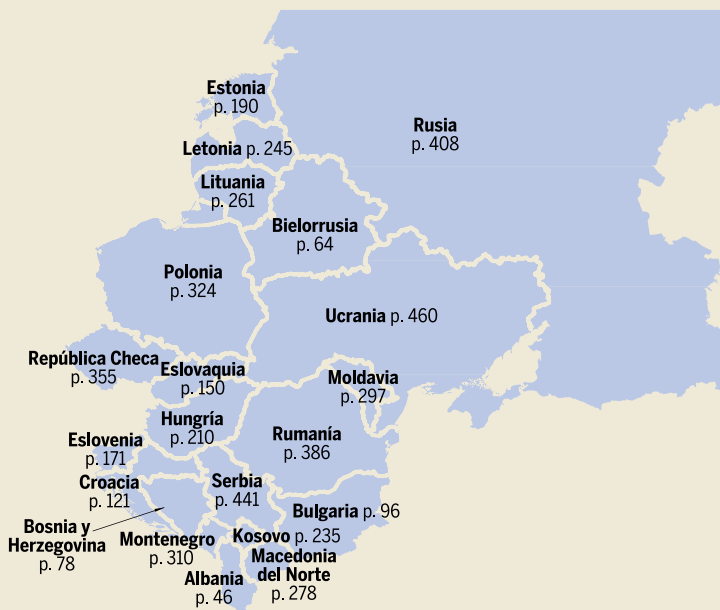 Estonia
p. 190
Rusia
p. 408
Letonia p. 245
Lituania
p. 261
Bielorrusia
p. 64
Polonia
p. 324
Ucrania p. 460
República Checa
p. 355
Eslovaquia
p. 150
Moldavia
p. 297
Hungría
p. 210
Rumanía
p. 386
Eslovenia
p. 171
Croacia
p. 121
Serbia
p. 441
Bulgaria p. 96
Bosnia y
Herzegovina
p. 78
Montenegro
p. 310
Kosovo p. 235
Macedonia
del Norte
p. 278
Albania
p. 46